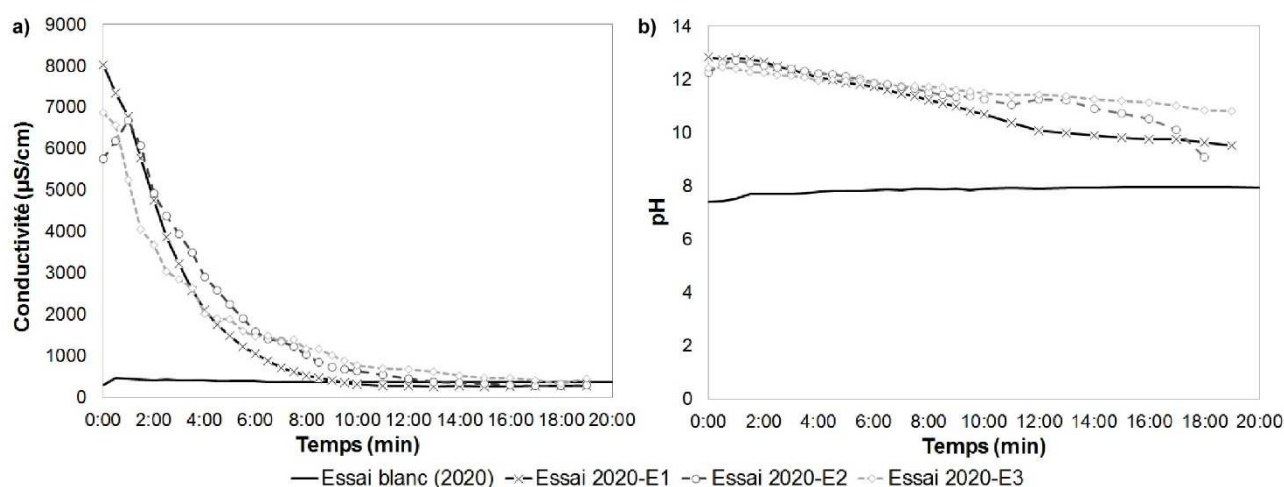 a)
Conductivité (µS/cm)
9000
8000
7000
6000
5000
4000
3000
2000
1000
0
0:00 2:00 4:00 6:00 8:00 10:00 12:00 14:00 16:00 18:00 20:00
Temps (min)
b)
pH
14
12
10
8
6
4
2
0
0:00 2:00 4:00 6:00 8:00 10:00 12:00 14:00 16:00 18:00 20:00
Temps (min)
Essai blanc (2020) Essai 2020-E1 Essai 2020-E2 Essai 2020-E3